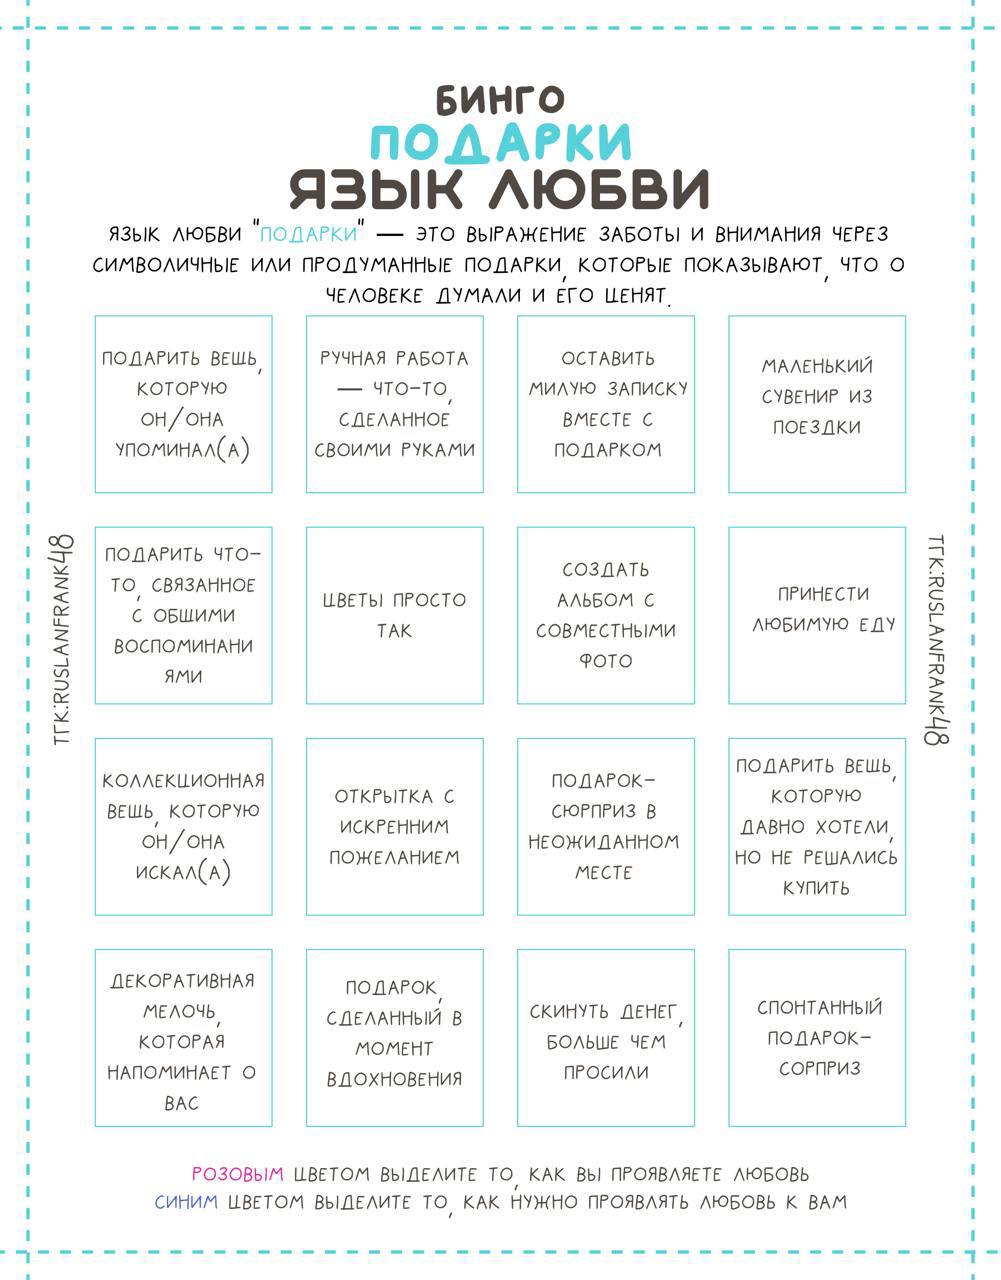 БИНГО
ПОДАРКИ
ЯЗЫК ЛЮБВИ
ЯЗЫК ЛЮБВИ "ПОДАРКИ" — ЭТО ВЫРАЖЕНИЕ ЗАБОТЫ И ВНИМАНИЯ ЧЕРЕЗ
СИМВОЛИЧНЫЕ ИЛИ ПРОДУМАННЫЕ ПОДАРКИ, КОТОРЫЕ ПОКАЗЫВАЮТ, ЧТО О
ЧЕЛОВЕКЕ ДУМАЛИ И ЕГО ЦЕНЯТ.
ПОДАРИТЬ ВЕЩЬ,
КОТОРУЮ
ОН/ОНА
УПОМИНАЛ(А)
РУЧНАЯ РАБОТА
— ЧТО-ТО,
СДЕЛАННОЕ
СВОИМИ РУКАМИ
ОСТАВИТЬ
МИЛУЮ ЗАПИСКУ
ВМЕСТЕ С
ПОДАРКОМ
МАЛЕНЬКИЙ
СУВЕНИР ИЗ
ПОЕЗДКИ
ПОДАРИТЬ ЧТО-
ТО, СВЯЗАННОЕ
С ОБЩИМИ
ВОСПОМИНАНИ
ЯМИ
ЦВЕТЫ ПРОСТО
ТАК
СОЗДАТЬ
АЛЬБОМ С
СОВМЕСТНЫМИ
ФОТО
ПРИНЕСТИ
ЛЮБИМУЮ ЕДУ
КОЛЛЕКЦИОННАЯ
ВЕЩЬ, КОТОРУЮ
ОН/ОНА
ИСКАЛ(А)
ОТКРЫТКА С
ИСКРЕННИМ
ПОЖЕЛАНИЕМ
ПОДАРОК-
СЮРПРИЗ В
НЕОЖИДАННОМ
МЕСТЕ
ПОДАРИТЬ ВЕЩЬ,
КОТОРУЮ
ДАВНО ХОТЕЛИ,
НО НЕ РЕШАЛИСЬ
КУПИТЬ
ДЕКОРАТИВНАЯ
МЕЛОЧЬ,
КОТОРАЯ
НАПОМИНАЕТ О
ВАС
ПОДАРОК,
СДЕЛАННЫЙ В
МОМЕНТ
ВДОХНОВЕНИЯ
СКИНУТЬ ДЕНЕГ,
БОЛЬШЕ ЧЕМ
ПРОСИЛИ
СПОНТАННЫЙ
ПОДАРОК-
СОРПРИЗ
ТГК:RUSLANFRANK48
ТГК:RUSLANFRANK48
РОЗОВЫМ ЦВЕТОМ ВЫДЕЛИТЕ ТО, КАК ВЫ ПРОЯВЛЯЕТЕ ЛЮБОВЬ
СИНИМ ЦВЕТОМ ВЫДЕЛИТЕ ТО, КАК НУЖНО ПРОЯВЛЯТЬ ЛЮБОВЬ К ВАМ